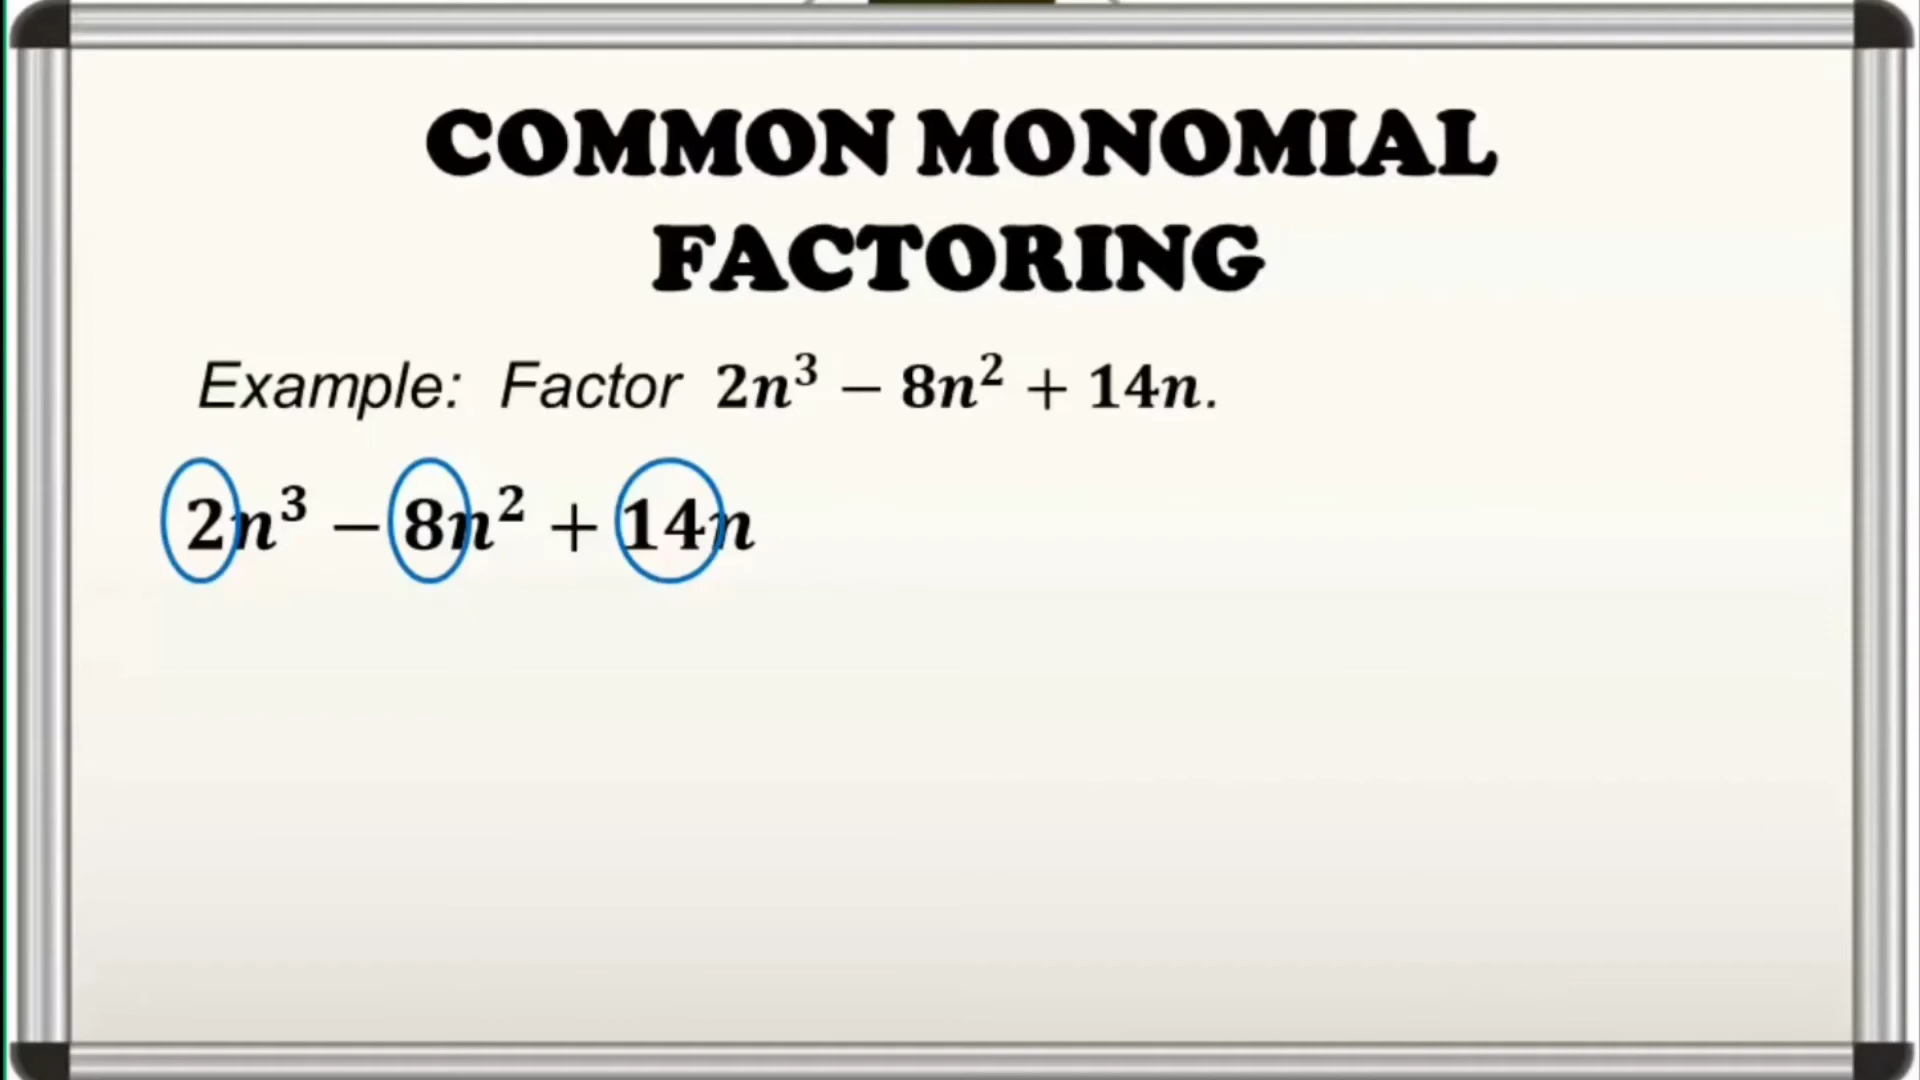 COMMON MONOMIAL
FACTORING
Example: Factor 2n³ − 8n² + 14n.
2n³ − 8n² + 14n